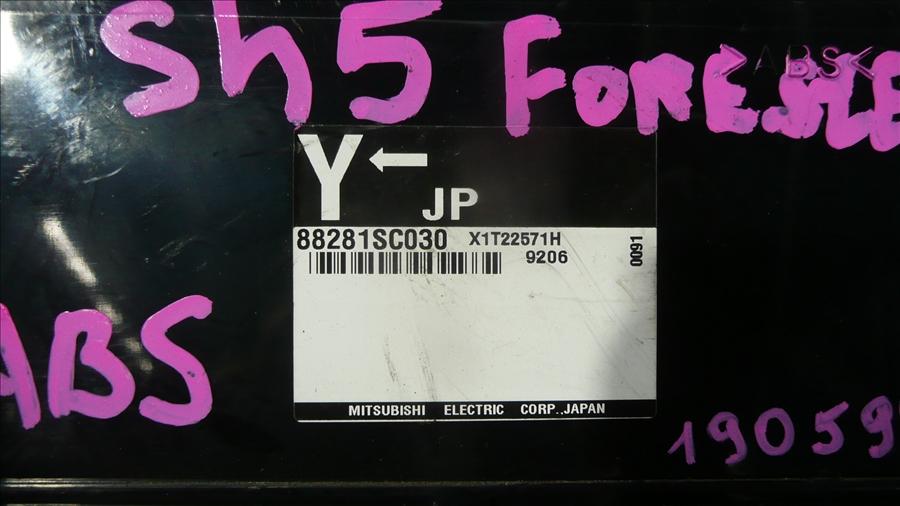 Sh5 FORESTE
>ABS<
Y ← JP
88281SC030 X1T22571H
9206
0091
ABS
MITSUBISHI ELECTRIC CORP., JAPAN
19059